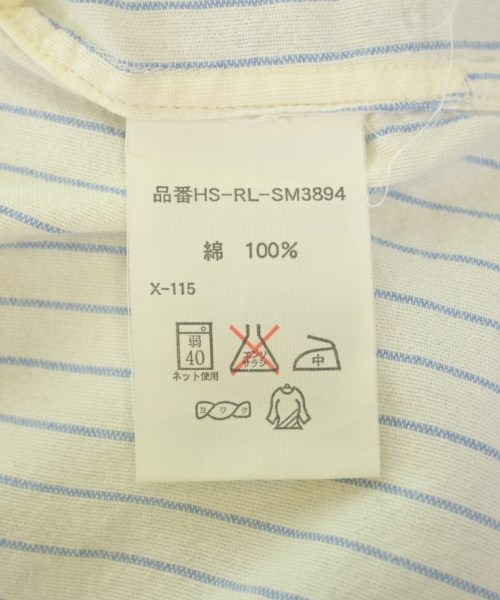 品番HS-RL-SM3894
綿 100%
X-115
弱
40
ネット使用
エンソ
サラシ
中
ヨワク